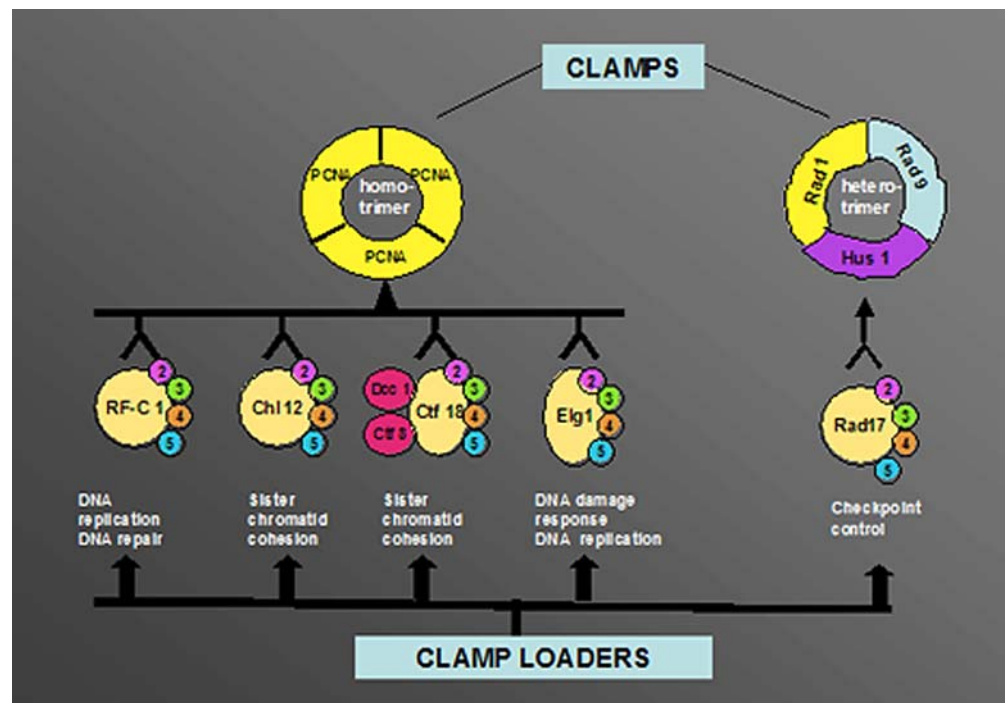 CLAMPS
PCNA
PCNA
homo-
trimer
PCNA
Rad 1
Rad 9
hetero-
trimer
Hus 1
RF-C 1
2
3
4
5
Chl 12
2
3
4
5
Dcc 1
Ctf 8
Ctf 18
2
3
4
5
Elg1
2
3
4
5
Rad17
2
3
4
5
DNA
replication
DNA repair
Sister
chromatid
cohesion
Sister
chromatid
cohesion
DNA damage
response
DNA replication
Checkpoint
control
CLAMP LOADERS